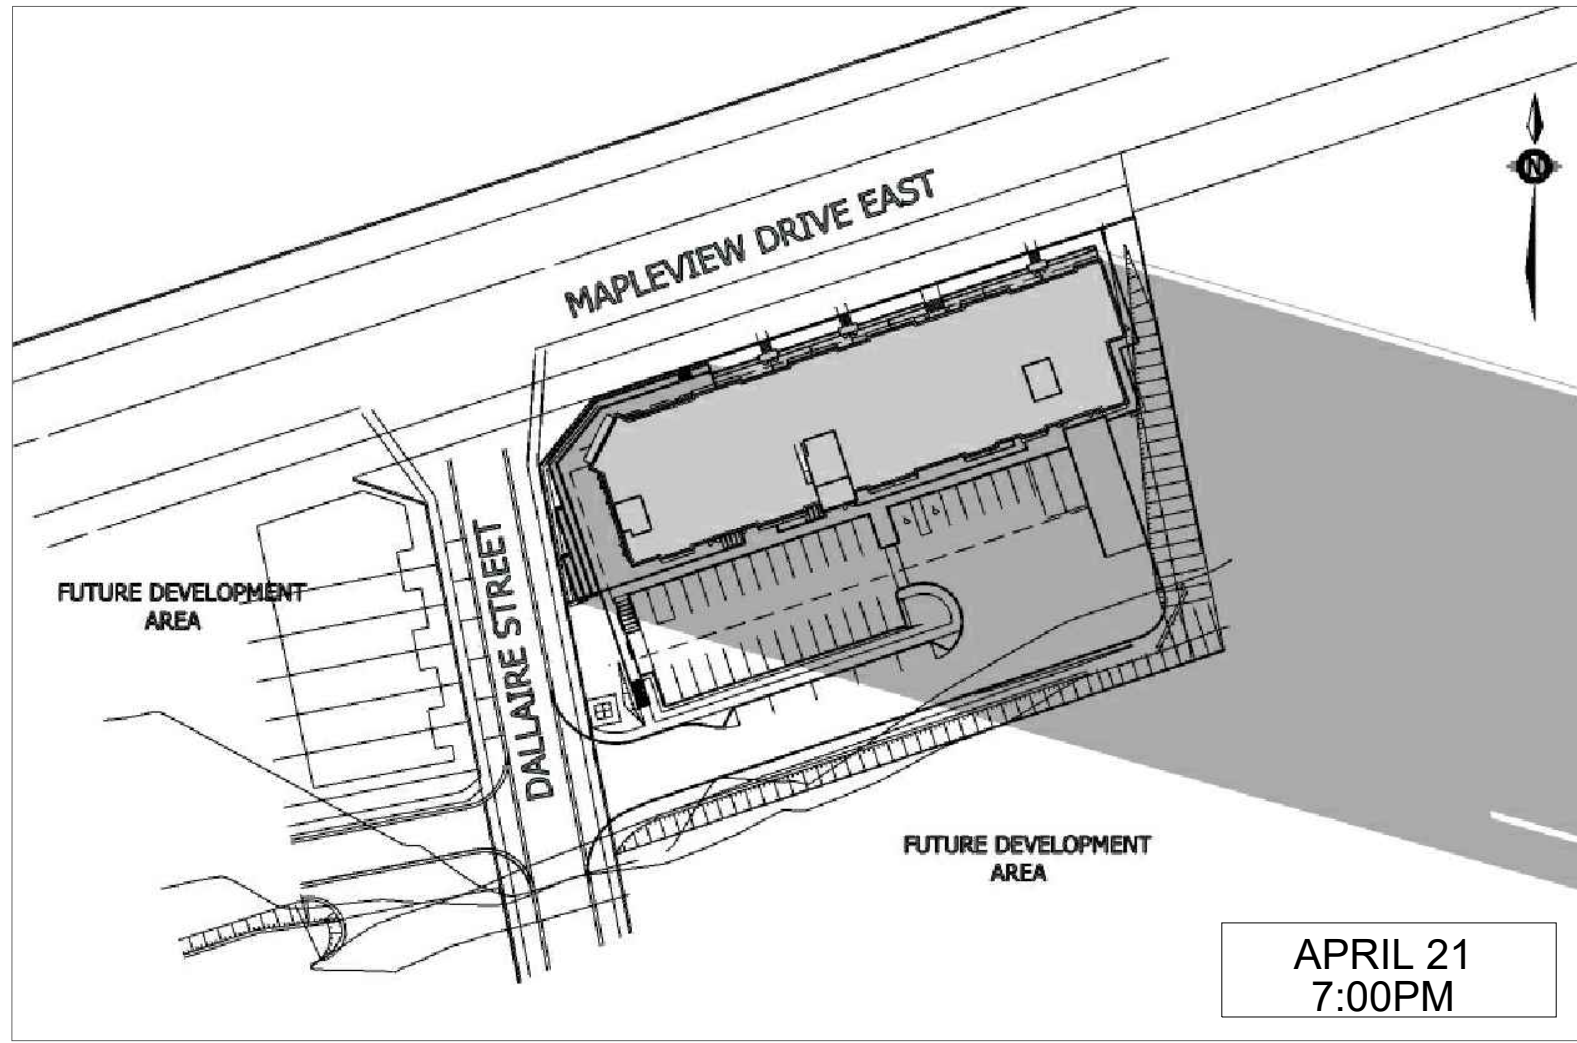 MAPLEVIEW DRIVE EAST
N
FUTURE DEVELOPMENT
AREA
DALLAIRE STREET
FUTURE DEVELOPMENT
AREA
APRIL 21
7:00PM